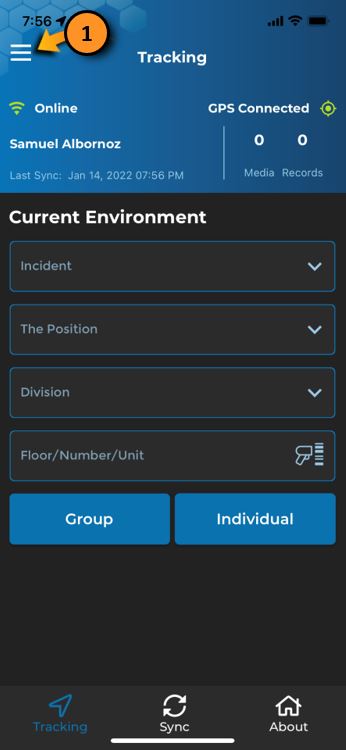 7:56
1
Tracking
Online
GPS Connected
Samuel Albornoz
0 0
Last Sync: Jan 14, 2022 07:56 PM
Media Records
Current Environment
Incident
The Position
Division
Floor/Number/Unit
Group Individual
Tracking Sync About